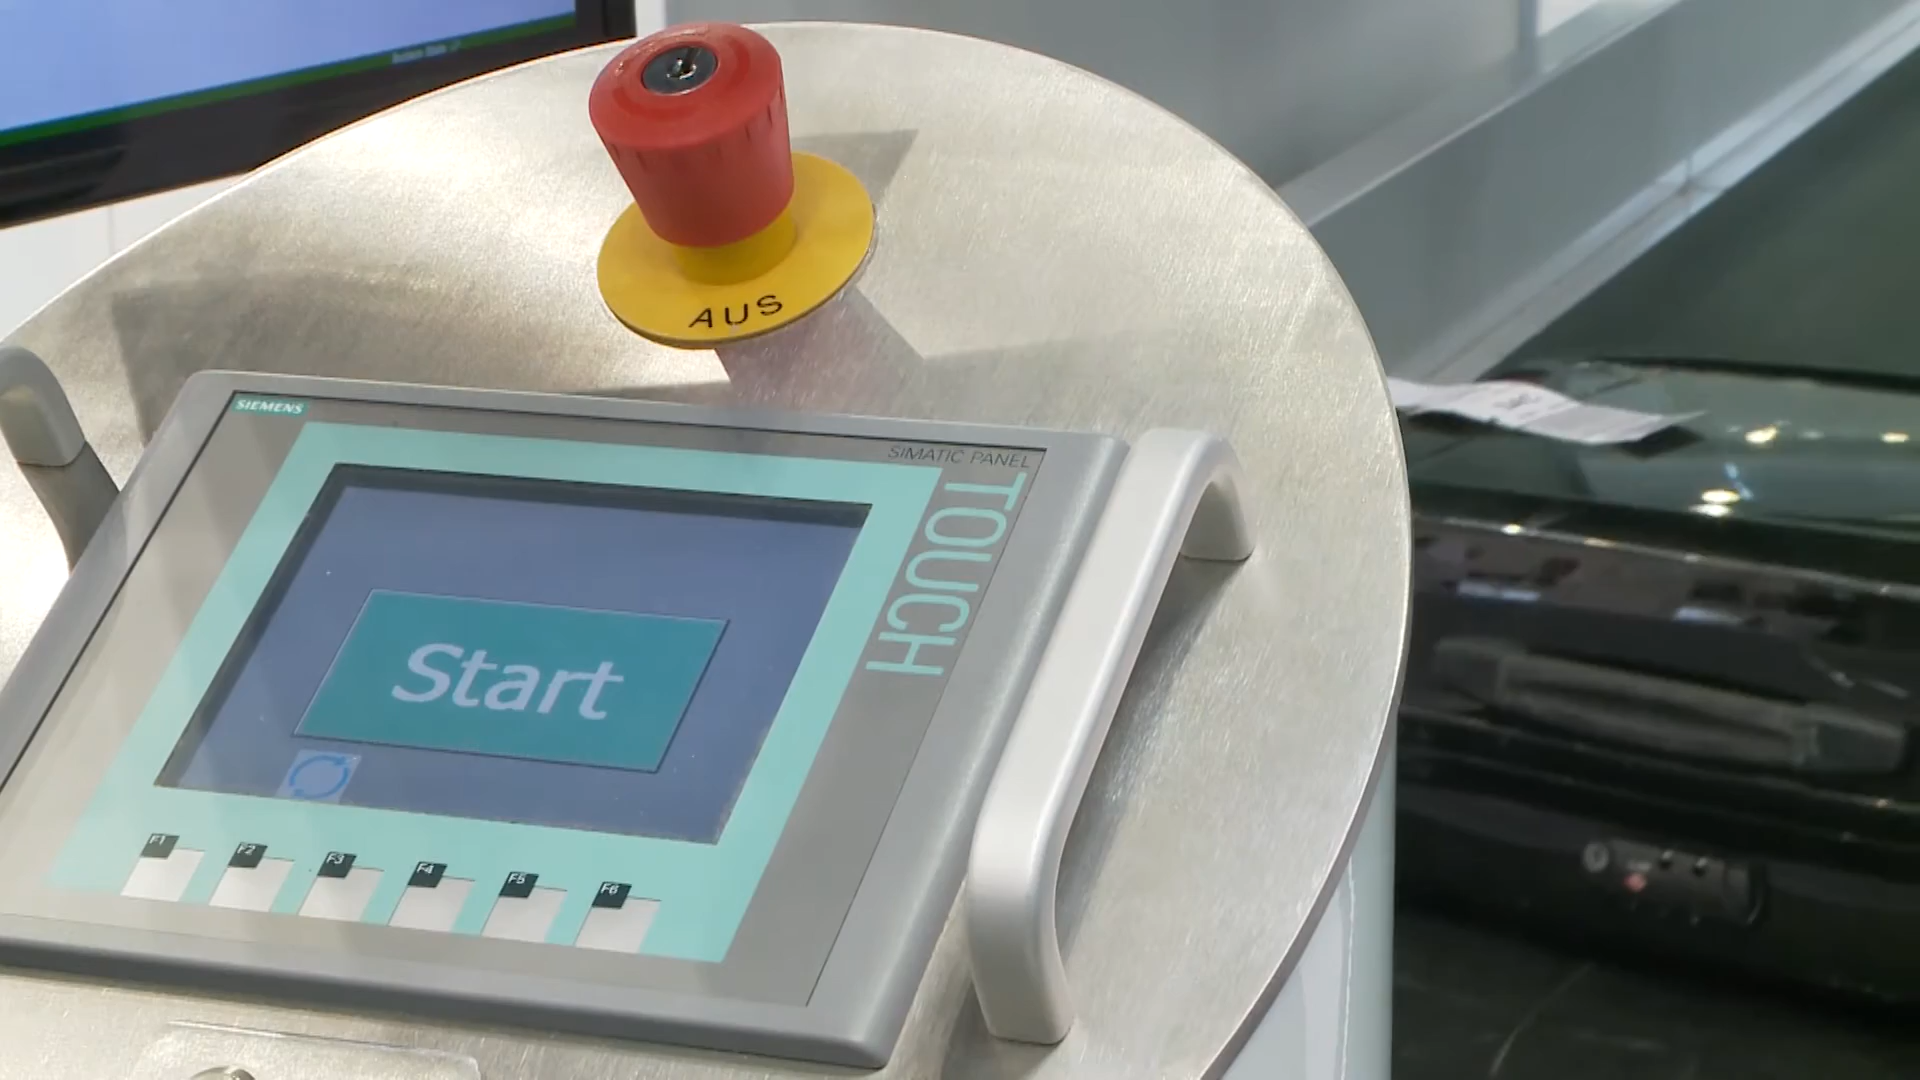 AUS
SIEMENS
SIMATIC PANEL
TOUCH
Start
F1
F2
F3
F4
F5
F6